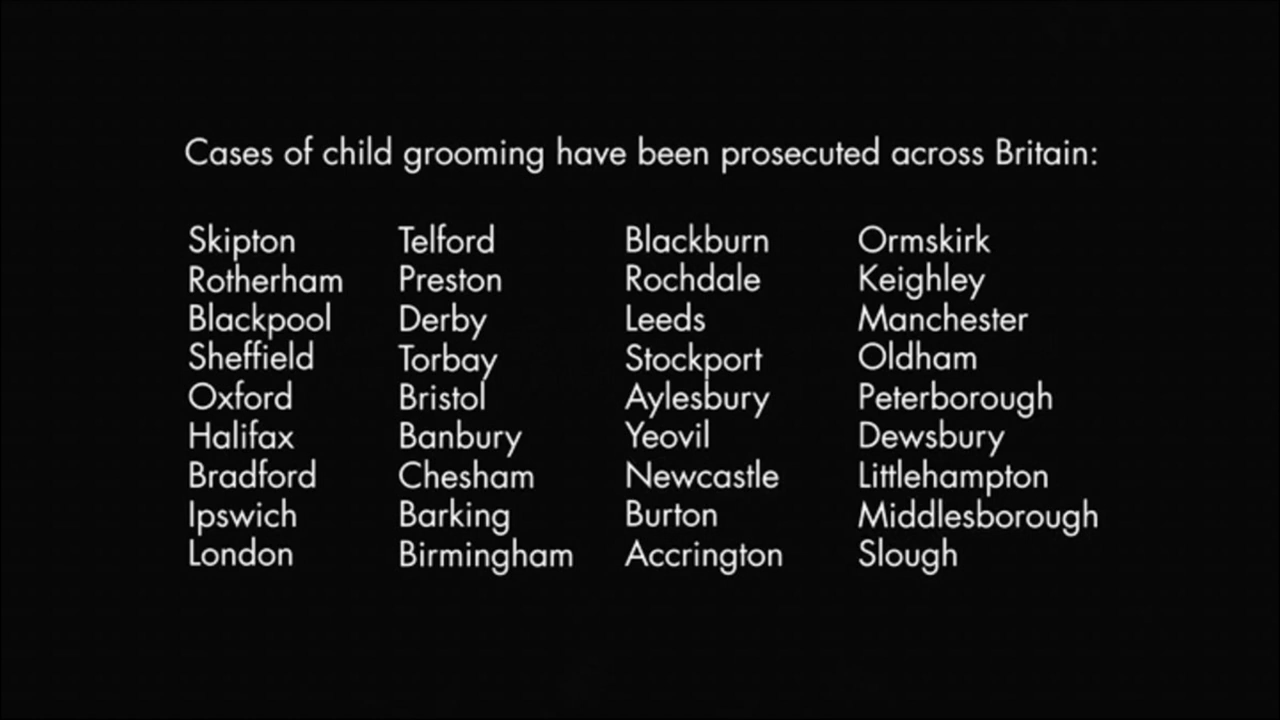 Cases of child grooming have been prosecuted across Britain:
Skipton Telford Blackburn Ormskirk
Rotherham Preston Rochdale Keighley
Blackpool Derby Leeds Manchester
Sheffield Torbay Stockport Oldham
Oxford Bristol Aylesbury Peterborough
Halifax Banbury Yeovil Dewsbury
Bradford Chesham Newcastle Littlehampton
Ipswich Barking Burton Middlesborough
London Birmingham Accrington Slough